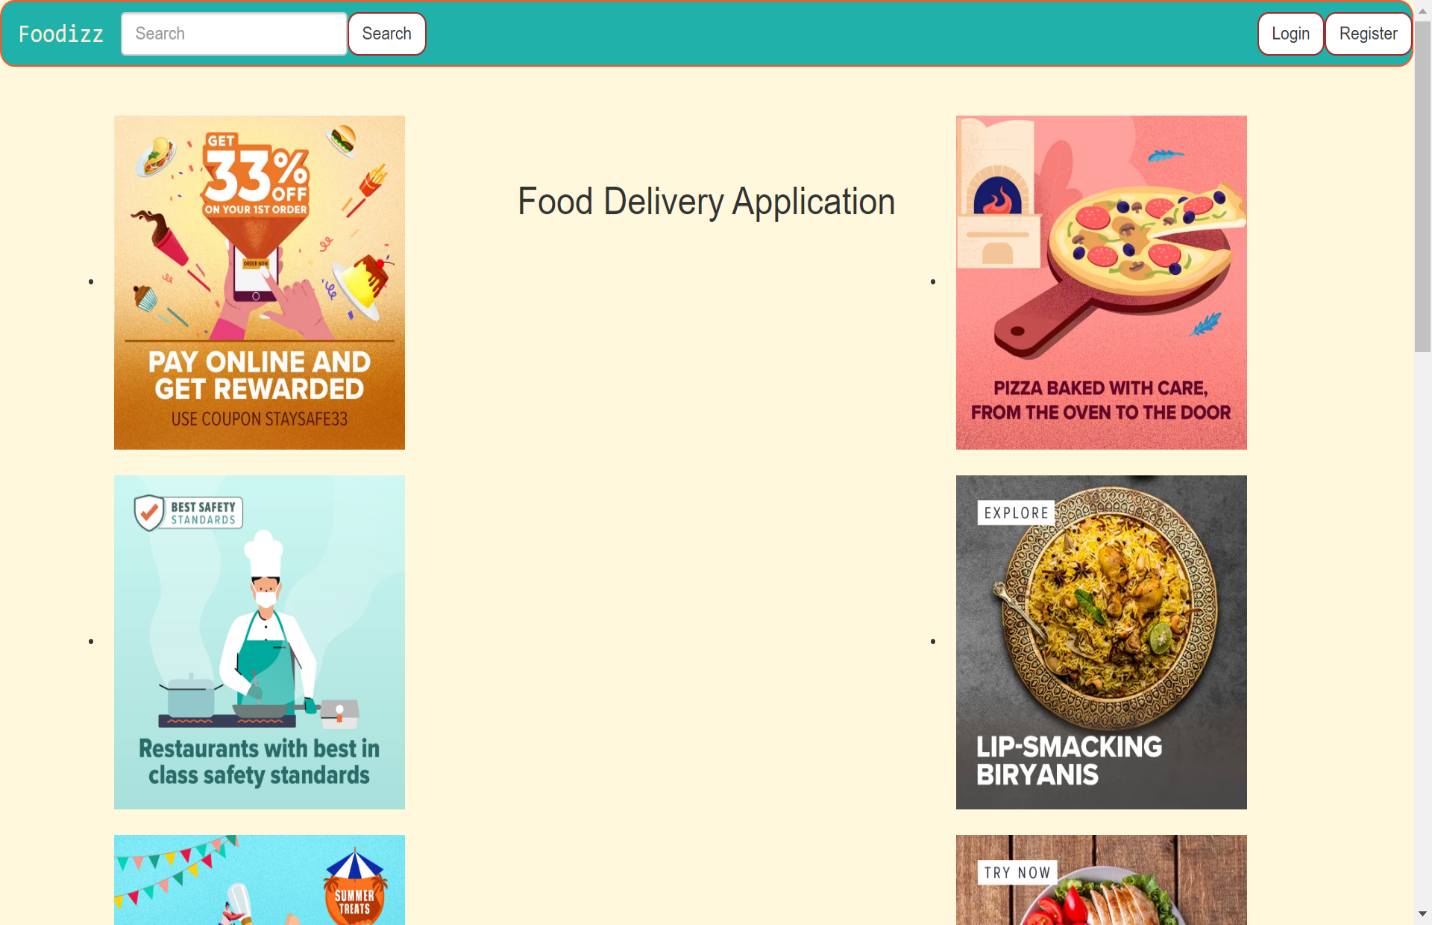 Foodizz
Search
Search
Login
Register
GET
33%
OFF
ON YOUR 1ST ORDER
ORDER NOW
PAY ONLINE AND
GET REWARDED
USE COUPON STAYSAFE33
Food Delivery Application
PIZZA BAKED WITH CARE,
FROM THE OVEN TO THE DOOR
BEST SAFETY
STANDARDS
Restaurants with best in
class safety standards
EXPLORE
LIP-SMACKING
BIRYANIS
SUMMER
TREATS
TRY NOW